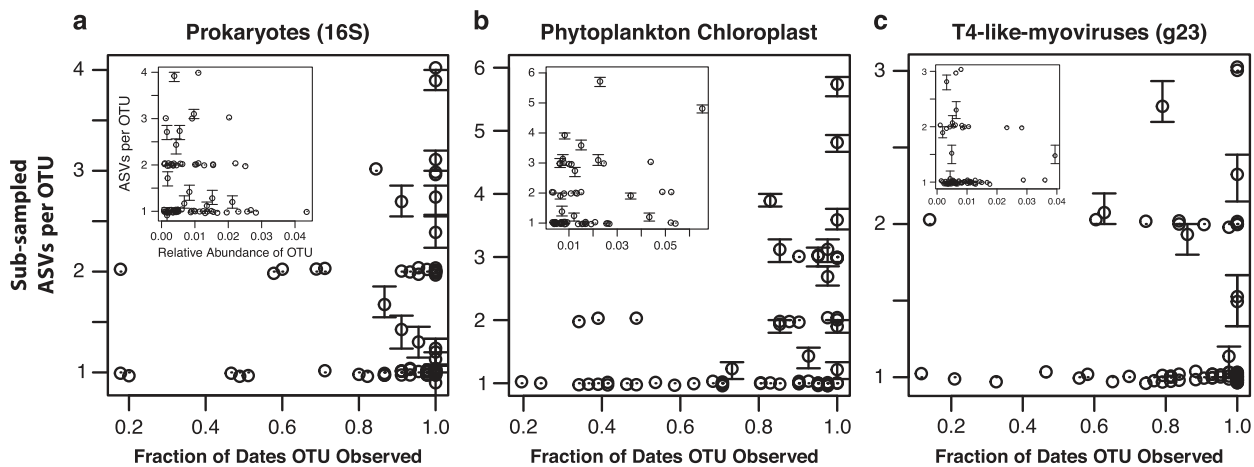 a Prokaryotes (16S)
b Phytoplankton Chloroplast
c T4-like-myoviruses (g23)
Sub-sampled
ASVs per OTU
4
3
2
1
0.2 0.4 0.6 0.8 1.0
Fraction of Dates OTU Observed
ASVs per OTU
4
3
2
1
0.00 0.01 0.02 0.03 0.04
Relative Abundance of OTU
6
5
4
3
2
1
0.2 0.4 0.6 0.8 1.0
Fraction of Dates OTU Observed
6
5
4
3
2
1
0.01 0.03 0.05
3
2
1
0.2 0.4 0.6 0.8 1.0
Fraction of Dates OTU Observed
3
2
1
0.00 0.01 0.02 0.03 0.04